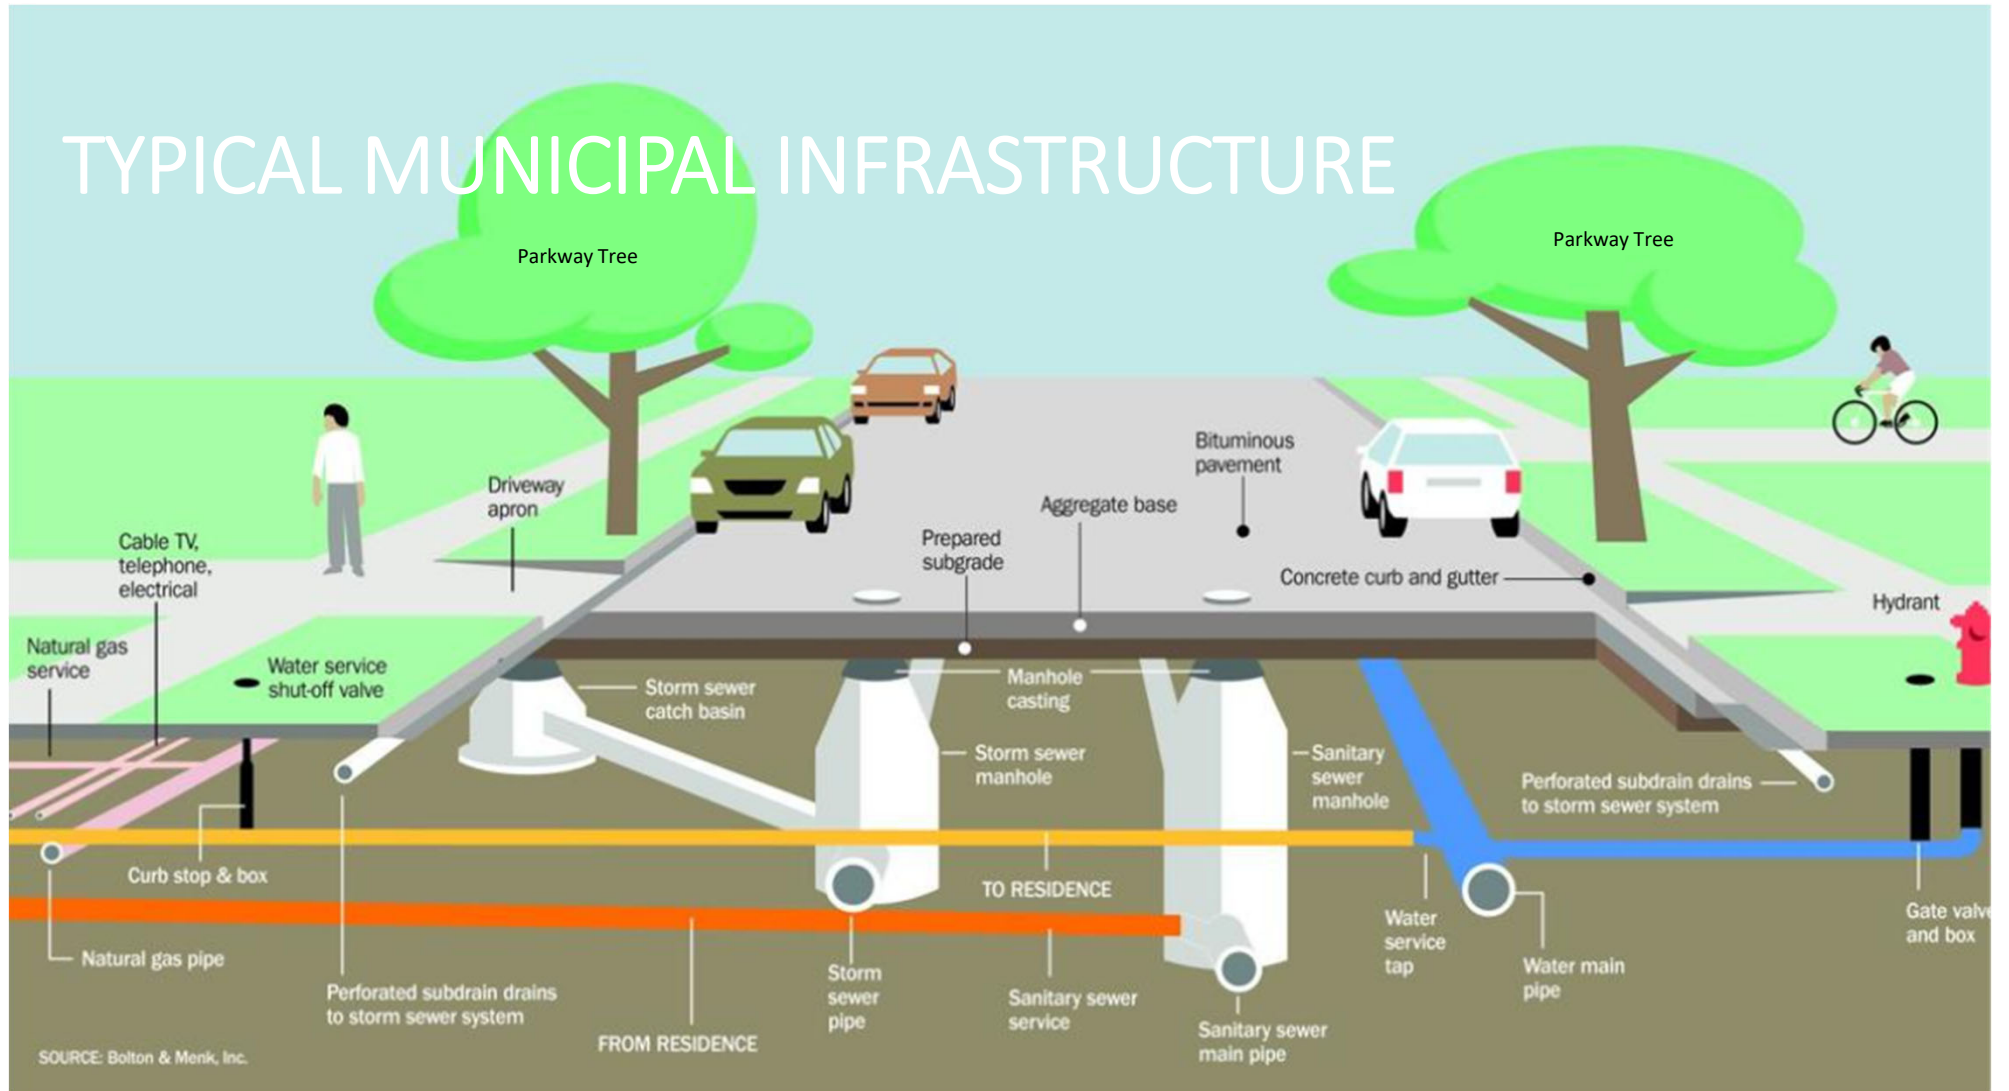 TYPICAL MUNICIPAL INFRASTRUCTURE
Parkway Tree
Parkway Tree
Bituminous
pavement
Driveway
apron
Aggregate base
Cable TV,
telephone,
electrical
Prepared
subgrade
Concrete curb and gutter
Hydrant
Natural gas
service
Water service
shut-off valve
Storm sewer
catch basin
Manhole
casting
Storm sewer
manhole
Sanitary
sewer
manhole
Perforated subdrain drains
to storm sewer system
Curb stop & box
TO RESIDENCE
Water
service
tap
Gate valve
and box
Natural gas pipe
Perforated subdrain drains
to storm sewer system
FROM RESIDENCE
Storm
sewer
pipe
Sanitary sewer
service
Sanitary sewer
main pipe
Water main
pipe
SOURCE: Bolton & Menk, Inc.